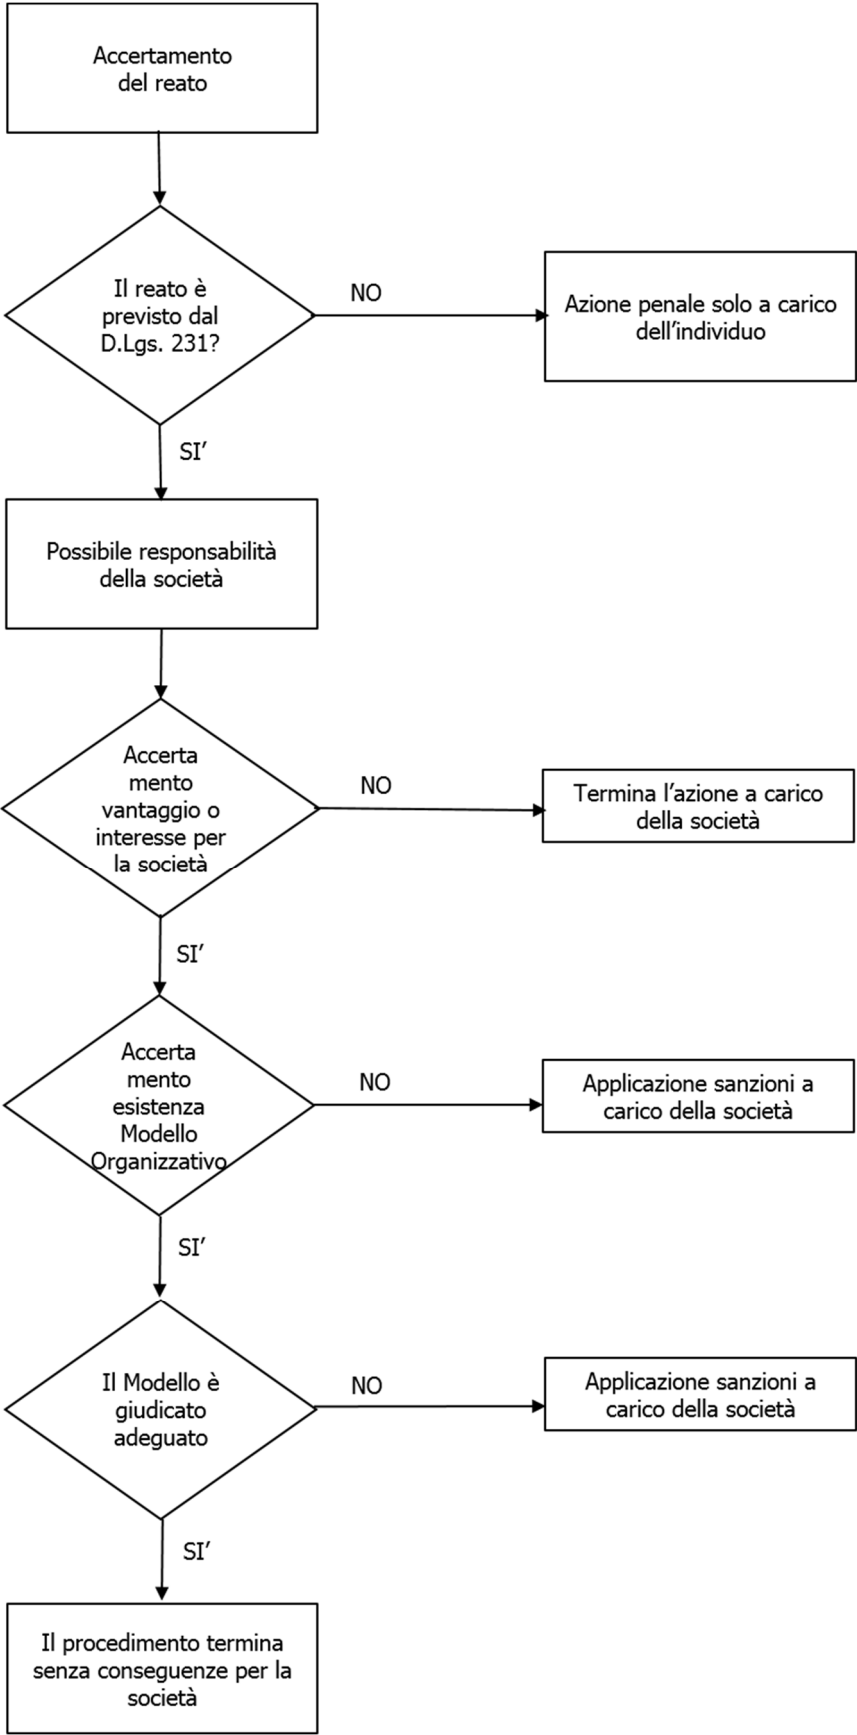 Accertamento
del reato
Il reato è
previsto dal
D.Lgs. 231?
NO
Azione penale solo a carico
dell’individuo
SI’
Possibile responsabilità
della società
Accerta
mento
vantaggio o
interesse per
la società
NO
Termina l’azione a carico
della società
SI’
Accerta
mento
esistenza
Modello
Organizzativo
NO
Applicazione sanzioni a
carico della società
SI’
Il Modello è
giudicato
adeguato
NO
Applicazione sanzioni a
carico della società
SI’
Il procedimento termina
senza conseguenze per la
società